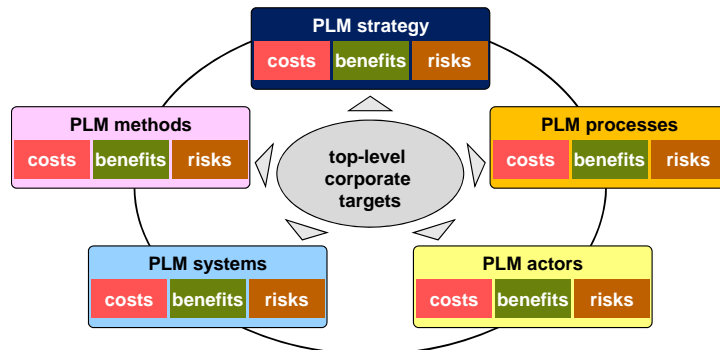 PLM strategy
costs benefits risks
PLM methods
costs benefits risks
PLM processes
costs benefits risks
top-level
corporate
targets
PLM systems
costs benefits risks
PLM actors
costs benefits risks